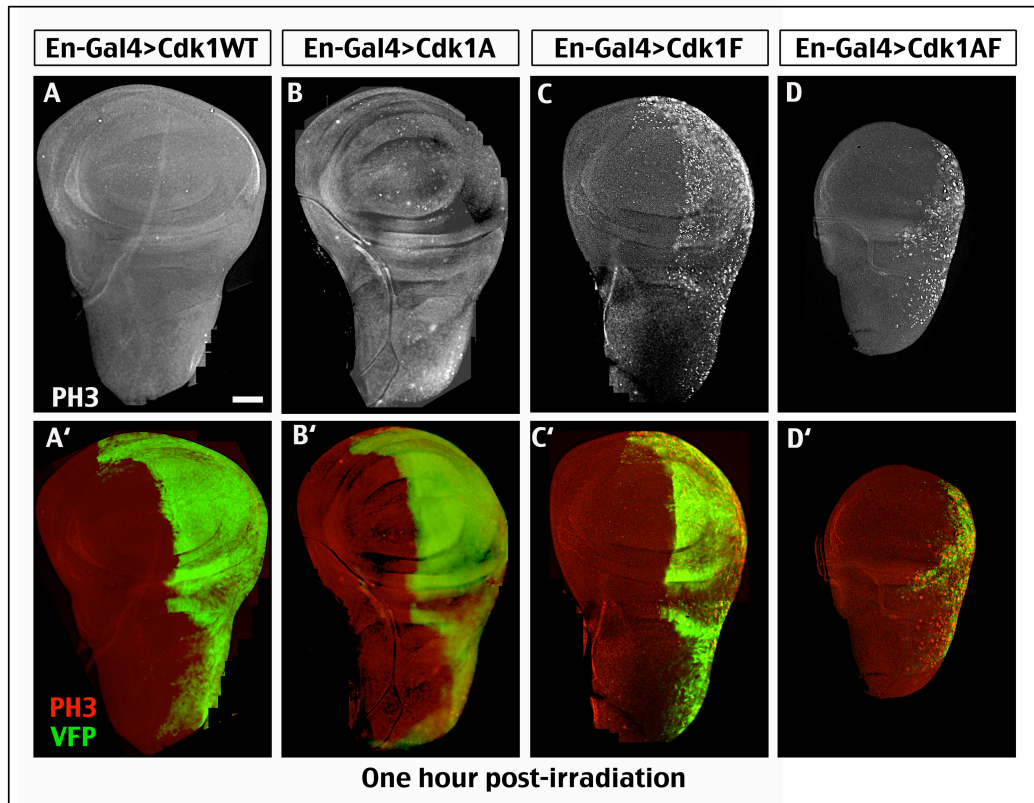 En-Gal4>Cdk1WT
En-Gal4>Cdk1A
En-Gal4>Cdk1F
En-Gal4>Cdk1AF
A
B
C
D
PH3
A'
B'
C'
D'
PH3
VFP
One hour post-irradiation